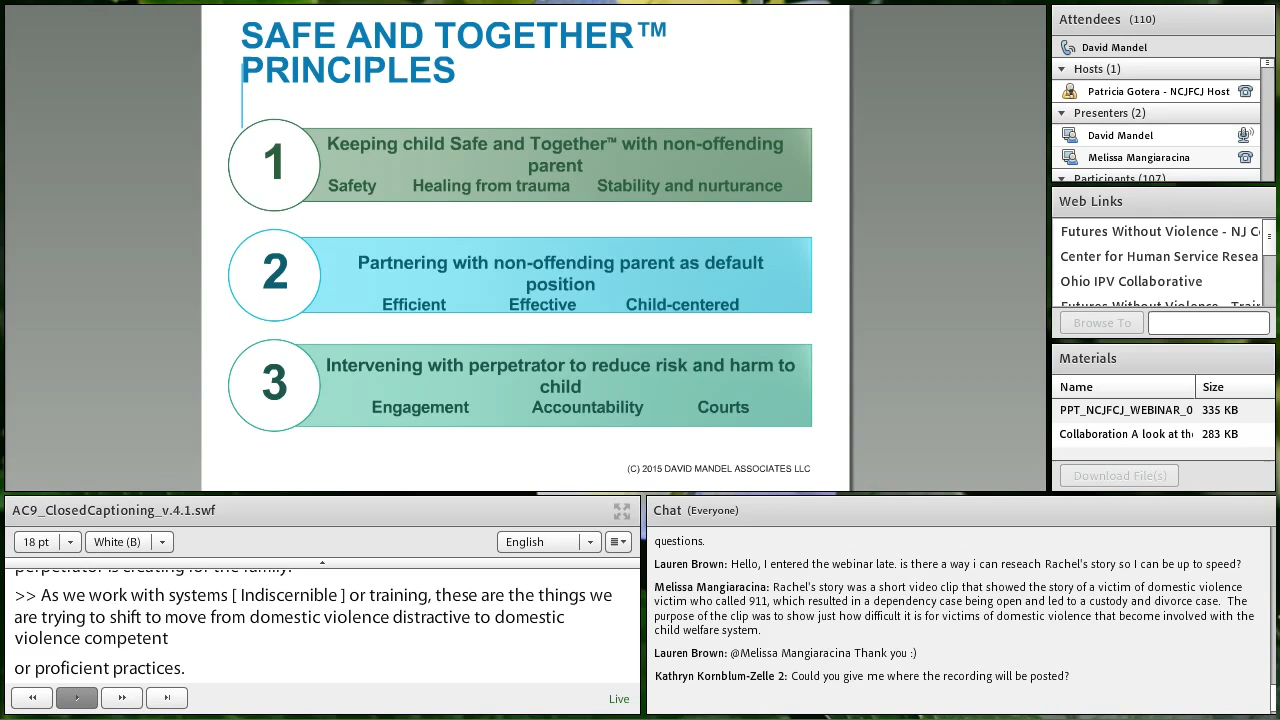 SAFE AND TOGETHER™
PRINCIPLES
1
Keeping child Safe and Together™ with non-offending
parent
Safety Healing from trauma Stability and nurturance
2
Partnering with non-offending parent as default
position
Efficient Effective Child-centered
3
Intervening with perpetrator to reduce risk and harm to
child
Engagement Accountability Courts
(C) 2015 DAVID MANDEL ASSOCIATES LLC
Attendees (110)
David Mandel
Hosts (1)
Patricia Gotera - NCJFCJ Host
Presenters (2)
David Mandel
Melissa Mangiaracina
Participants (107)
Web Links
Futures Without Violence - NJ C
Center for Human Service Resea
Ohio IPV Collaborative
Futures Without Violence - Trair
Browse To
Materials
Name Size
PPT_NCJFCJ_WEBINAR_0 335 KB
Collaboration A look at the 283 KB
Download File(s)
AC9_ClosedCaptioning_v.4.1.swf
18 pt White (B) English
perpetrator is creating for the family.
>> As we work with systems [ Indiscernible ] or training, these are the things we
are trying to shift to move from domestic violence distractive to domestic
violence competent
or proficient practices.
Live
Chat (Everyone)
questions.
Lauren Brown: Hello, I entered the webinar late. is there a way i can reseach Rachel's story so I can be up to speed?
Melissa Mangiaracina: Rachel's story was a short video clip that showed the story of a victim of domestic violence
victim who called 911, which resulted in a dependency case being open and led to a custody and divorce case. The
purpose of the clip was to show just how difficult it is for victims of domestic violence that become involved with the
child welfare system.
Lauren Brown: @Melissa Mangiaracina Thank you :)
Kathryn Kornblum-Zelle 2: Could you give me where the recording will be posted?